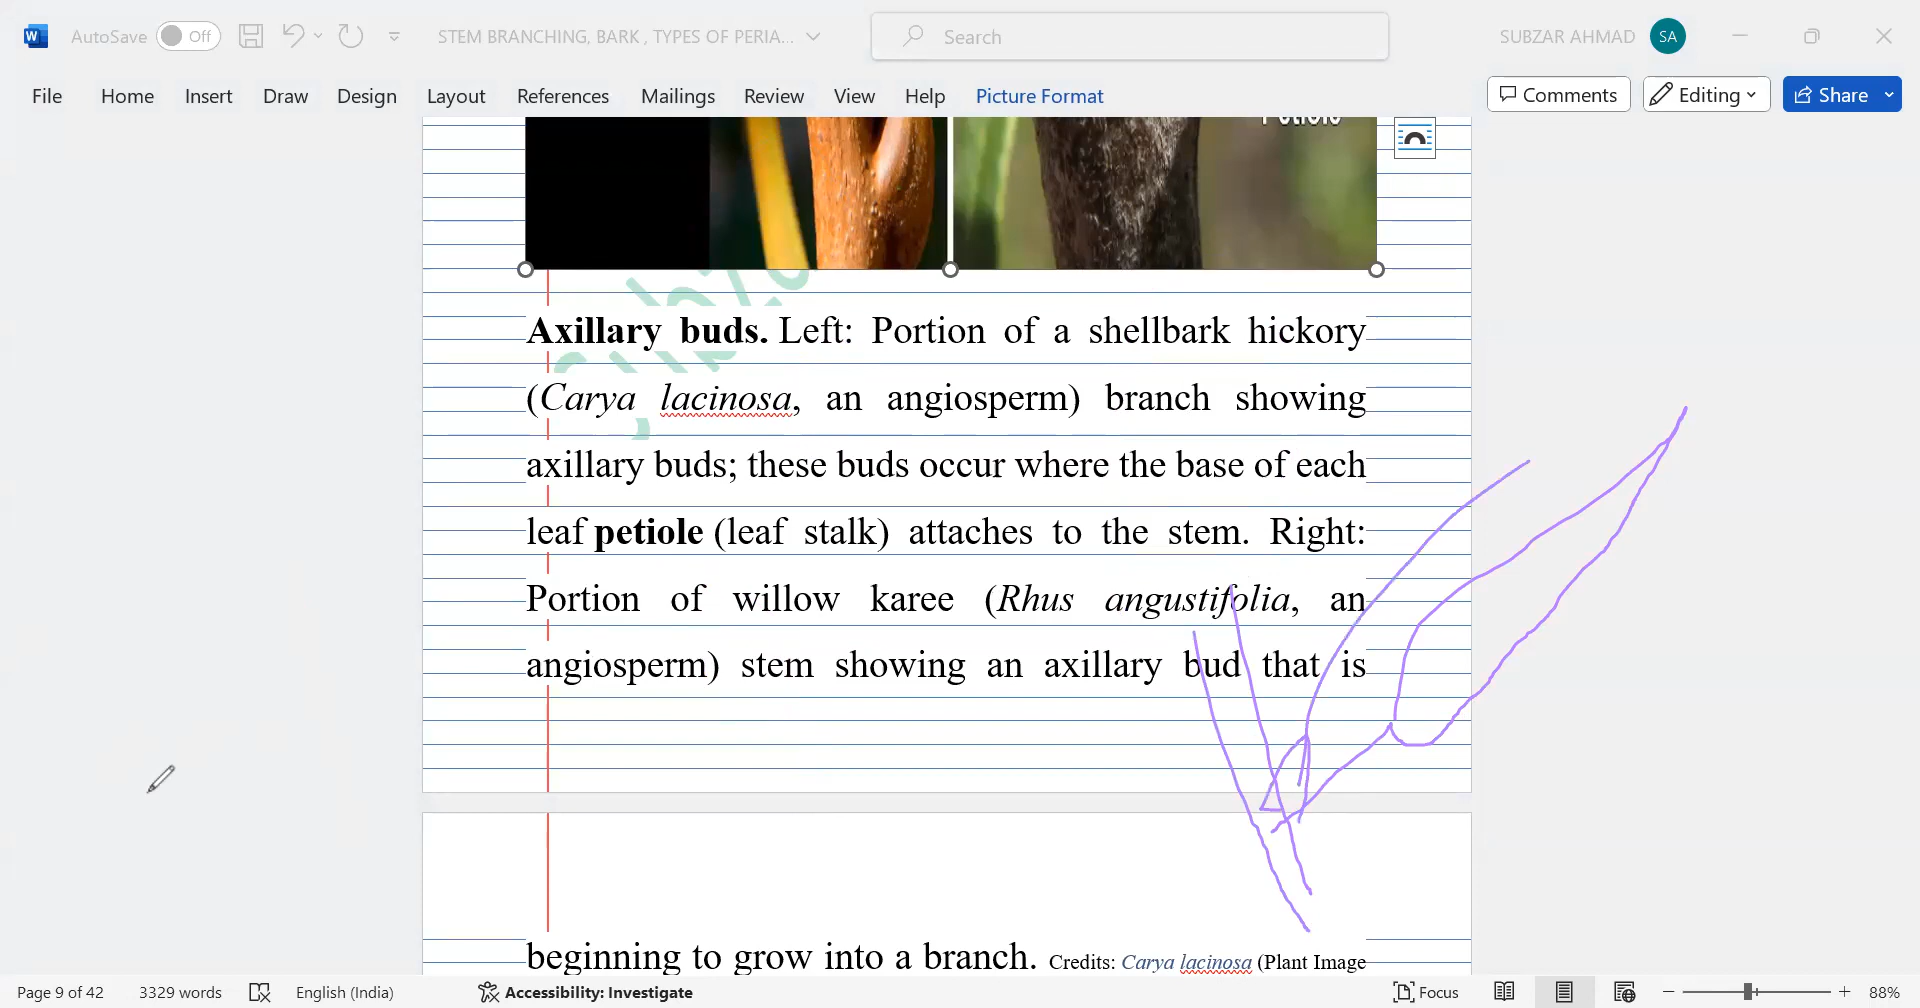 AutoSave Off STEM BRANCHING, BARK , TYPES OF PERIA... Search SUBZAR AHMAD SA
File Home Insert Draw Design Layout References Mailings Review View Help Picture Format Comments Editing Share
Petiole
Axillary buds. Left: Portion of a shellbark hickory
(Carya lacinosa, an angiosperm) branch showing
axillary buds; these buds occur where the base of each
leaf petiole (leaf stalk) attaches to the stem. Right:
Portion of willow karee (Rhus angustifolia, an
angiosperm) stem showing an axillary bud that is
beginning to grow into a branch. Credits: Carya lacinosa (Plant Image
Page 9 of 42 3329 words English (India) Accessibility: Investigate Focus 88%